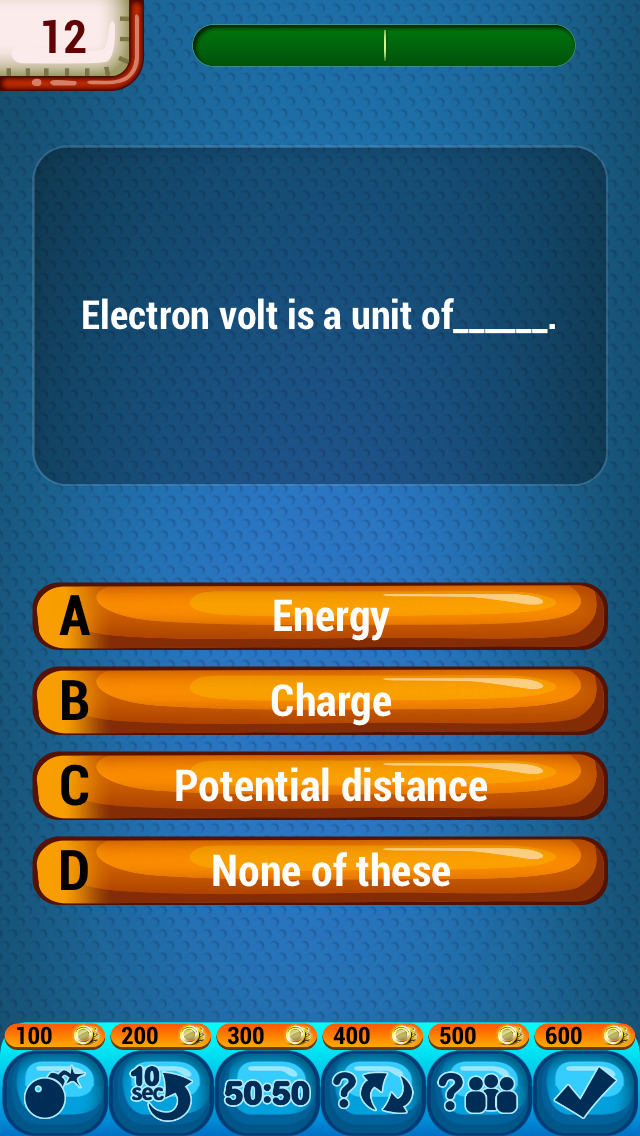 12
Electron volt is a unit of______.
A Energy
B Charge
C Potential distance
D None of these
100 200 300 400 500 600
10 sec 50:50 ? ?